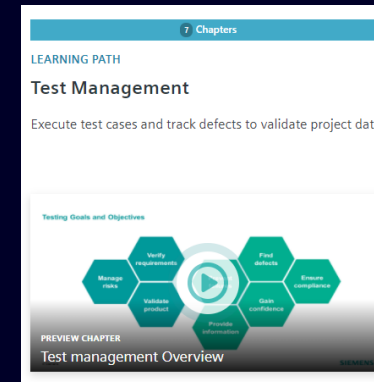 7 Chapters
LEARNING PATH
Test Management
Execute test cases and track defects to validate project dat
Testing Goals and Objectives
Verify
requirements
Find
defects
Manage
risks
Ensure
compliance
Validate
product
Gain
confidence
Provide
information
PREVIEW CHAPTER
Test management Overview
SIEMENS